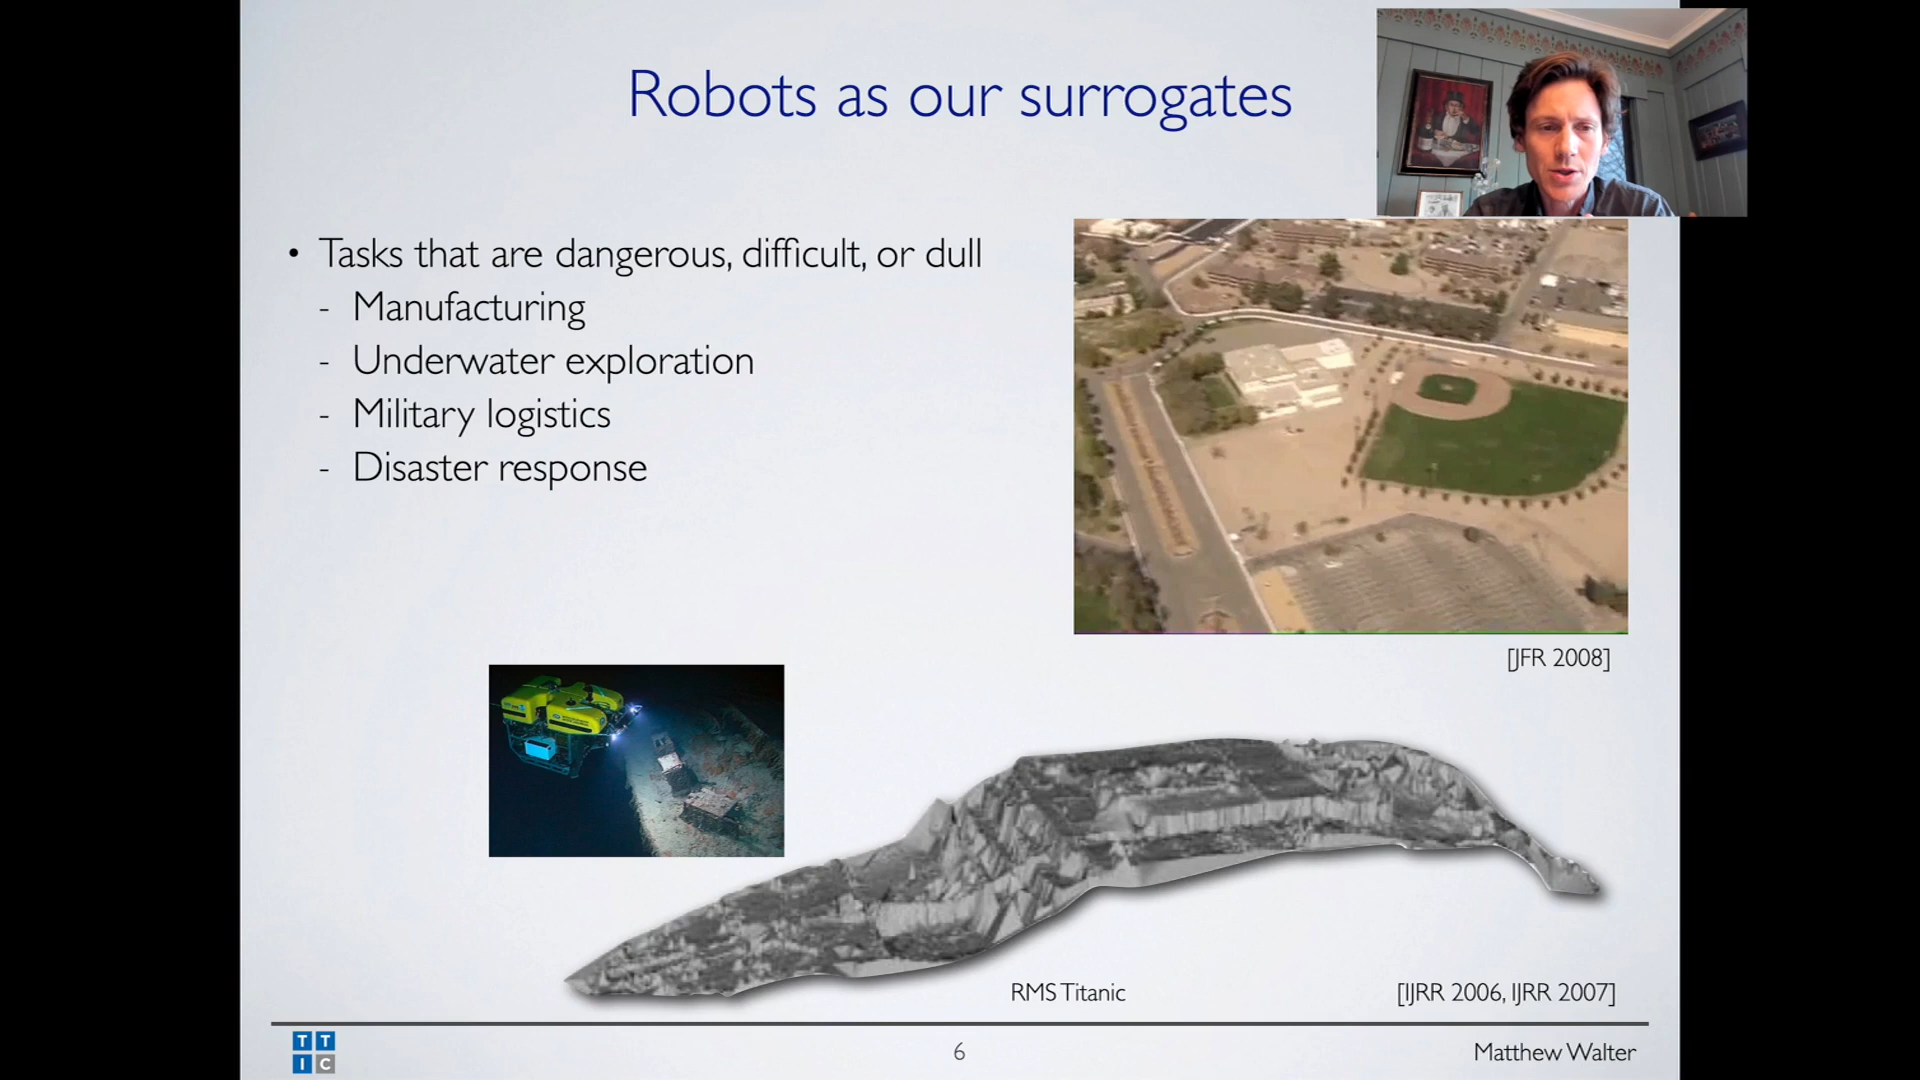 Robots as our surrogates
• Tasks that are dangerous, difficult, or dull
- Manufacturing
- Underwater exploration
- Military logistics
- Disaster response
[JFR 2008]
RMS Titanic
[IJRR 2006, IJRR 2007]
T T
I C
6
Matthew Walter